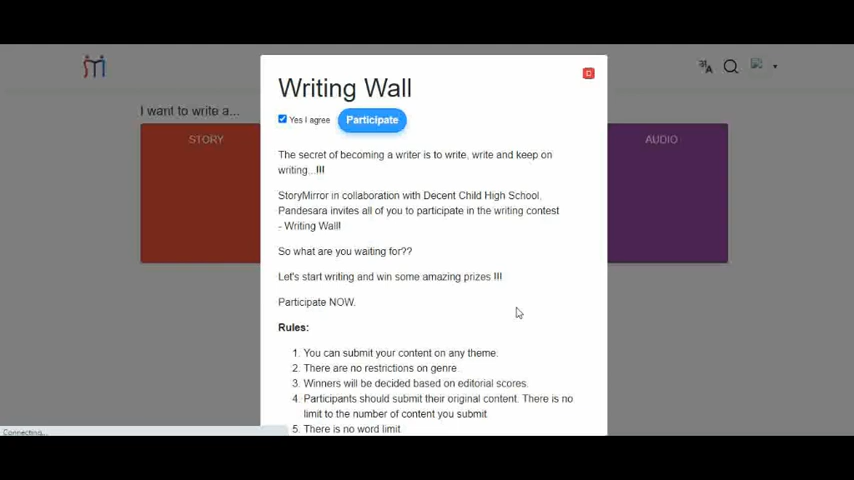 Writing Wall
Yes I agree Participate
I want to write a...
STORY
AUDIO
The secret of becoming a writer is to write, write and keep on
writing...!!!
StoryMirror in collaboration with Decent Child High School,
Pandesara invites all of you to participate in the writing contest
- Writing Wall!
So what are you waiting for??
Let's start writing and win some amazing prizes !!!
Participate NOW.
Rules:
1. You can submit your content on any theme.
2. There are no restrictions on genre.
3. Winners will be decided based on editorial scores.
4. Participants should submit their original content. There is no
limit to the number of content you submit
5. There is no word limit
Connecting...